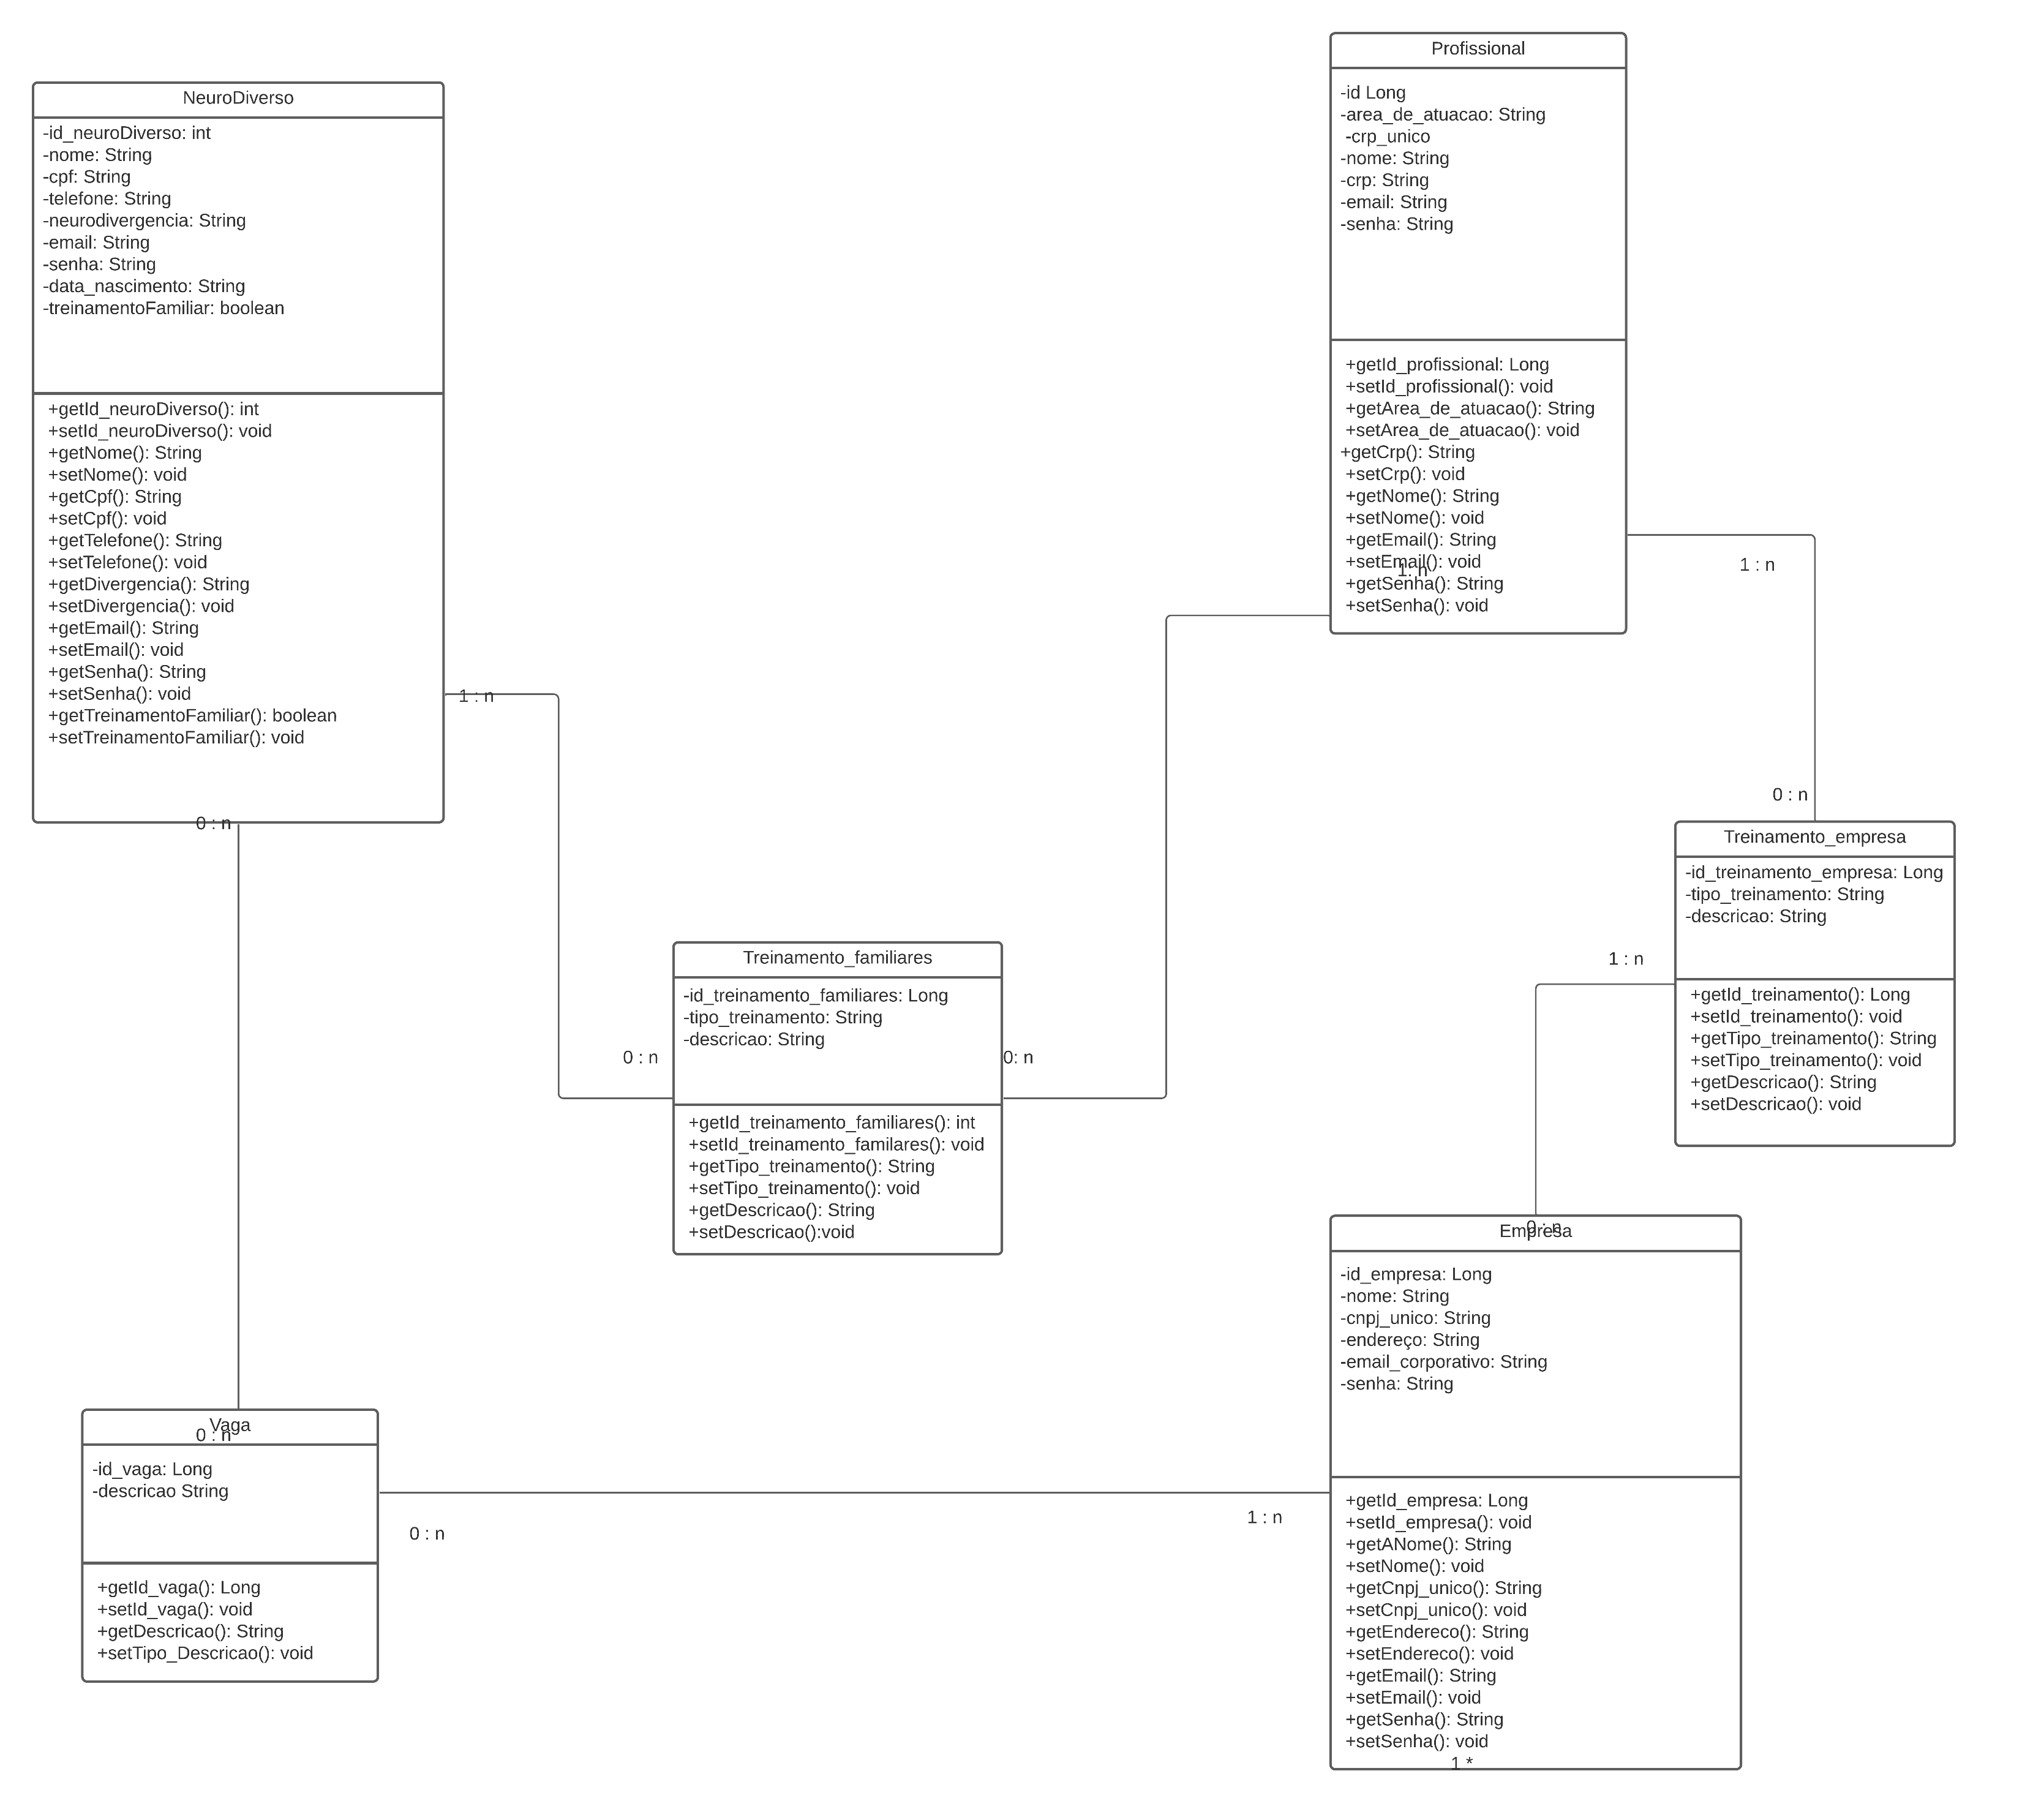 NeuroDiverso
-id_neuroDiverso: int
-nome: String
-cpf: String
-telefone: String
-neurodivergencia: String
-email: String
-senha: String
-data_nascimento: String
-treinamentoFamiliar: boolean
+getId_neuroDiverso(): int
+setId_neuroDiverso(): void
+getNome(): String
+setNome(): void
+getCpf(): String
+setCpf(): void
+getTelefone(): String
+setTelefone(): void
+getDivergencia(): String
+setDivergencia(): void
+getEmail(): String
+setEmail(): void
+getSenha(): String
+setSenha(): void
+getTreinamentoFamiliar(): boolean
+setTreinamentoFamiliar(): void
1 : n
0 : n
Profissional
-id Long
-area_de_atuacao: String
-crp_unico
-nome: String
-crp: String
-email: String
-senha: String
+getId_profissional: Long
+setId_profissional(): void
+getArea_de_atuacao(): String
+setArea_de_atuacao(): void
+getCrp(): String
+setCrp(): void
+getNome(): String
+setNome(): void
+getEmail(): String
+setEmail(): void
1: n
+getSenha(): String
+setSenha(): void
1 : n
0 : n
Treinamento_empresa
-id_treinamento_empresa: Long
-tipo_treinamento: String
-descricao: String
+getId_treinamento(): Long
+setId_treinamento(): void
+getTipo_treinamento(): String
+setTipo_treinamento(): void
+getDescricao(): String
+setDescricao(): void
1 : n
Treinamento_familiares
-id_treinamento_familiares: Long
-tipo_treinamento: String
-descricao: String
0 : n
0: n
+getId_treinamento_familiares(): int
+setId_treinamento_familares(): void
+getTipo_treinamento(): String
+setTipo_treinamento(): void
+getDescricao(): String
+setDescricao():void
0 : n
Empresa
-id_empresa: Long
-nome: String
-cnpj_unico: String
-endereço: String
-email_corporativo: String
-senha: String
+getId_empresa: Long
+setId_empresa(): void
+getANome(): String
+setNome(): void
+getCnpj_unico(): String
+setCnpj_unico(): void
+getEndereco(): String
+setEndereco(): void
+getEmail(): String
+setEmail(): void
+getSenha(): String
+setSenha(): void
1 *
1 : n
Vaga
0 : n
-id_vaga: Long
-descricao String
0 : n
+getId_vaga(): Long
+setId_vaga(): void
+getDescricao(): String
+setTipo_Descricao(): void